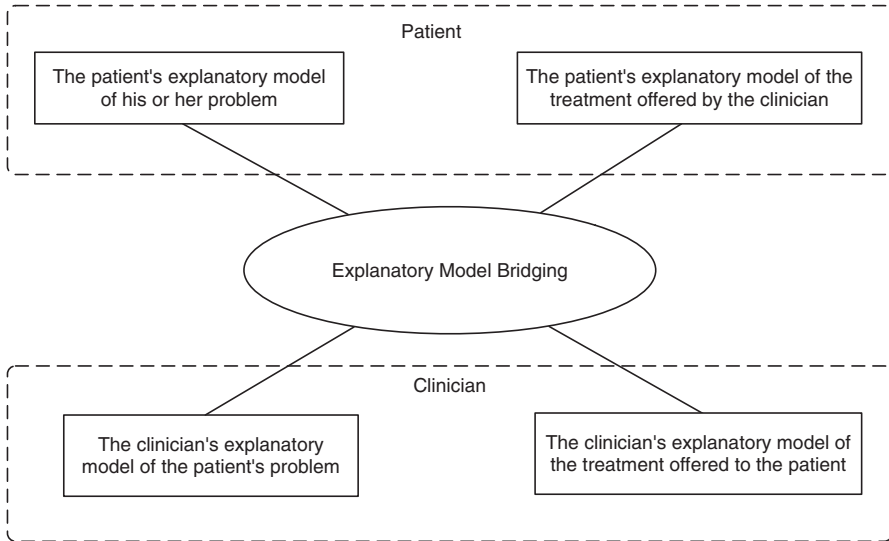 Patient
The patient's explanatory model
of his or her problem
The patient's explanatory model of the
treatment offered by the clinician
Explanatory Model Bridging
Clinician
The clinician's explanatory
model of the patient's problem
The clinician's explanatory model of
the treatment offered to the patient